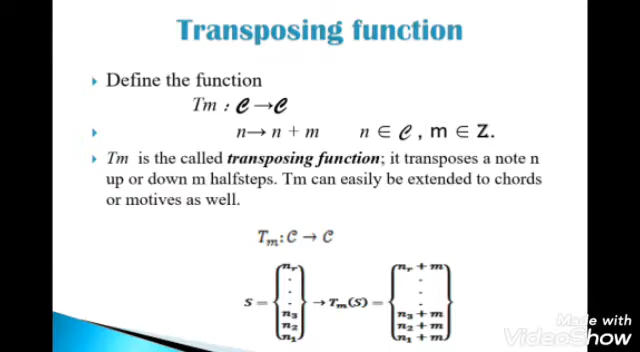 Transposing function
Define the function
Tm : 𝓒 →𝓒
n→ n + m n ∈ 𝓒 , m ∈ Z.
Tm is the called transposing function; it transposes a note n
up or down m halfsteps. Tm can easily be extended to chords
or motives as well.
Tₘ: C → C
S = {nᵣ . . . n₃ n₂ n₁} → Tₘ(S) = {nᵣ + m . . . n₃ + m n₂ + m n₁ + m}
Made with
VideoShow